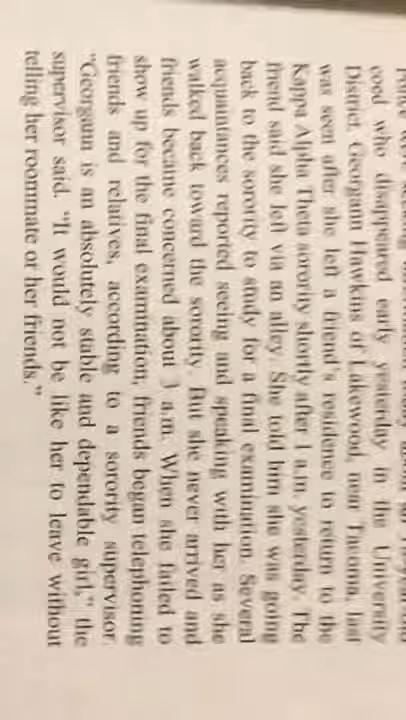 coed who disappeared early yesterday in the University
District. Georgann Hawkins of Lakewood, near Tacoma, last
was seen after she left a friend's residence to return to the
Kappa Alpha Theta sorority shortly after 1 a.m. yesterday. The
friend said she left via an alley. She told him she was going
back to the sorority to study for a final examination. Several
acquaintances reported seeing and speaking with her as she
walked back toward the sorority. But she never arrived and
friends became concerned about 3 a.m. When she failed to
show up for the final examination, friends began telephoning
friends and relatives, according to a sorority supervisor.
"Georgann is an absolutely stable and dependable girl," the
supervisor said. "It would not be like her to leave without
telling her roommate or her friends."